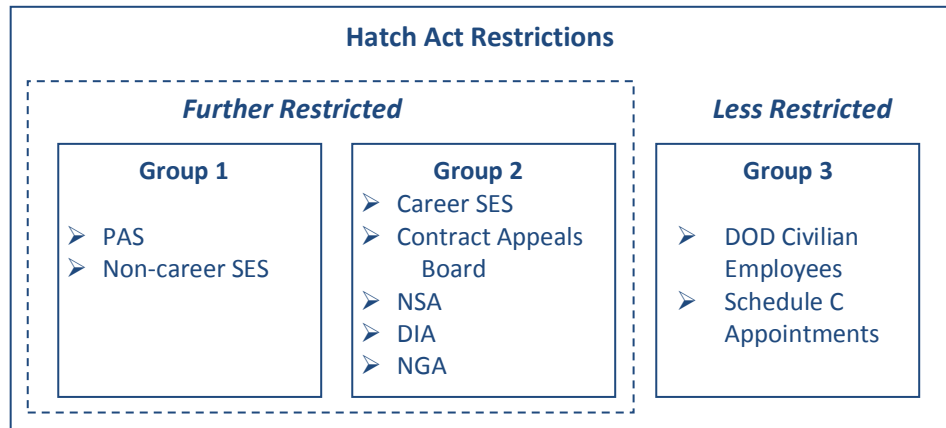 Hatch Act Restrictions
Further Restricted
Less Restricted
Group 1
➢ PAS
➢ Non-career SES
Group 2
➢ Career SES
➢ Contract Appeals
Board
➢ NSA
➢ DIA
➢ NGA
Group 3
➢ DOD Civilian
Employees
➢ Schedule C
Appointments